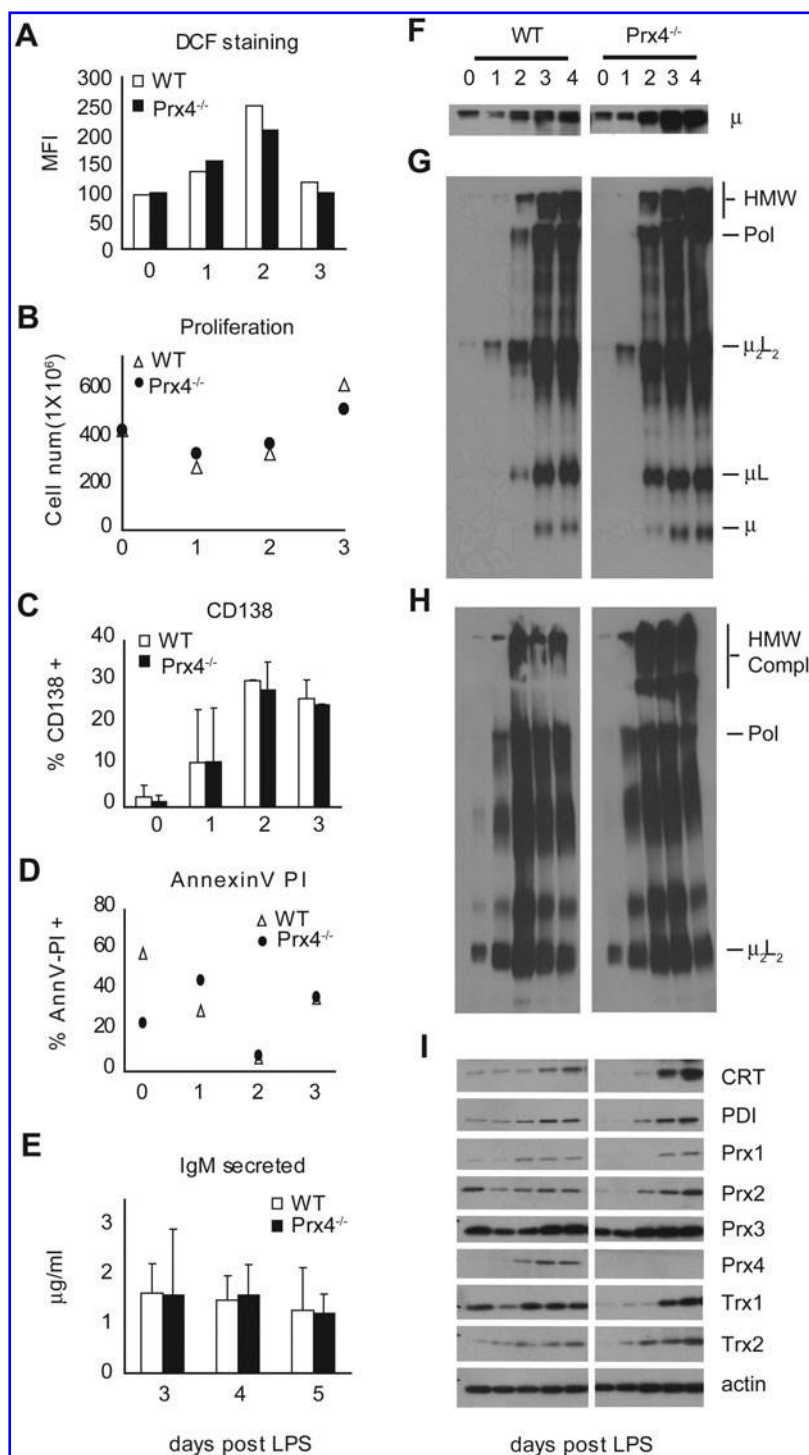 A
DCF staining
WT
Prx4-/-
MFI
300
250
200
150
100
50
0
0 1 2 3
B
Proliferation
WT
Prx4-/-
Cell num(1X10⁶)
600
400
200
0
0 1 2 3
C
CD138
WT
Prx4-/-
% CD138 +
40
30
20
10
0
0 1 2 3
D
AnnexinV PI
WT
Prx4-/-
% AnnV-PI +
80
60
40
20
0
0 1 2 3
E
IgM secreted
WT
Prx4-/-
µg/ml
3
2
1
0
3 4 5
days post LPS
F
WT Prx4-/-
0 1 2 3 4 0 1 2 3 4
µ
G
HMW
Pol
µ₂L₂
µL
µ
H
HMW
Compl
Pol
µ₂L₂
I
CRT
PDI
Prx1
Prx2
Prx3
Prx4
Trx1
Trx2
actin
days post LPS